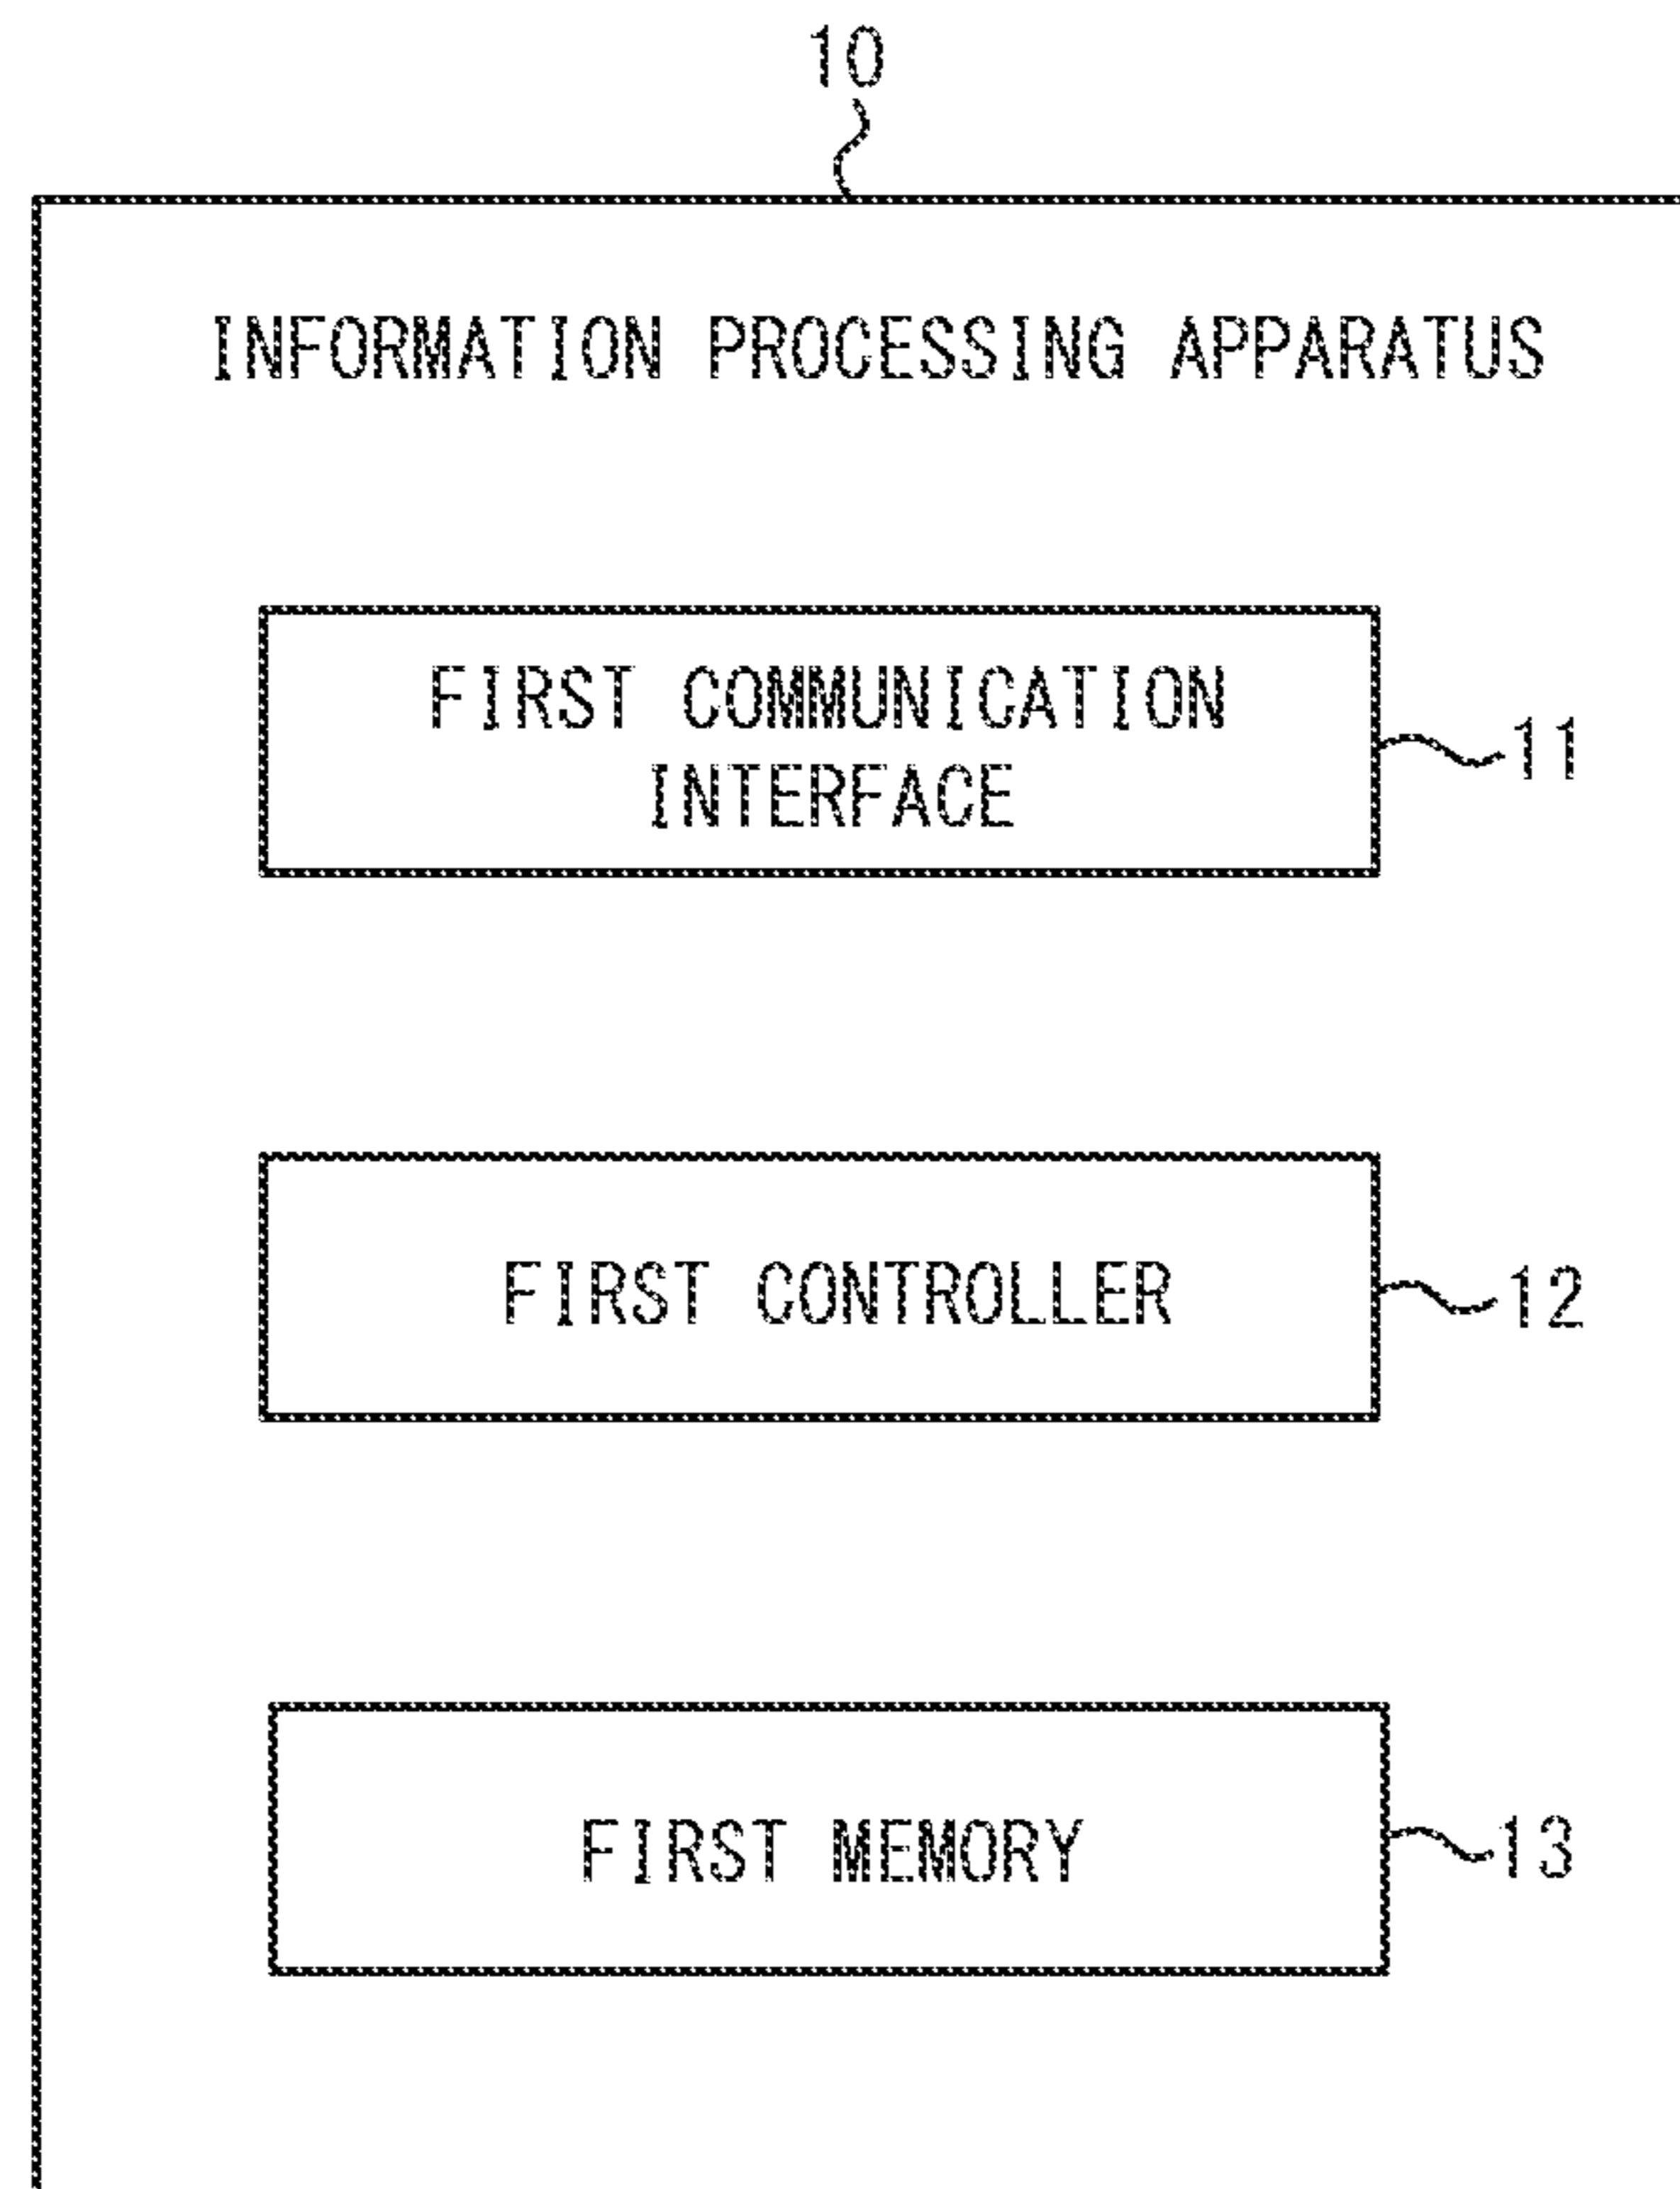 10
INFORMATION PROCESSING APPARATUS
FIRST COMMUNICATION
INTERFACE
11
FIRST CONTROLLER
12
FIRST MEMORY
13